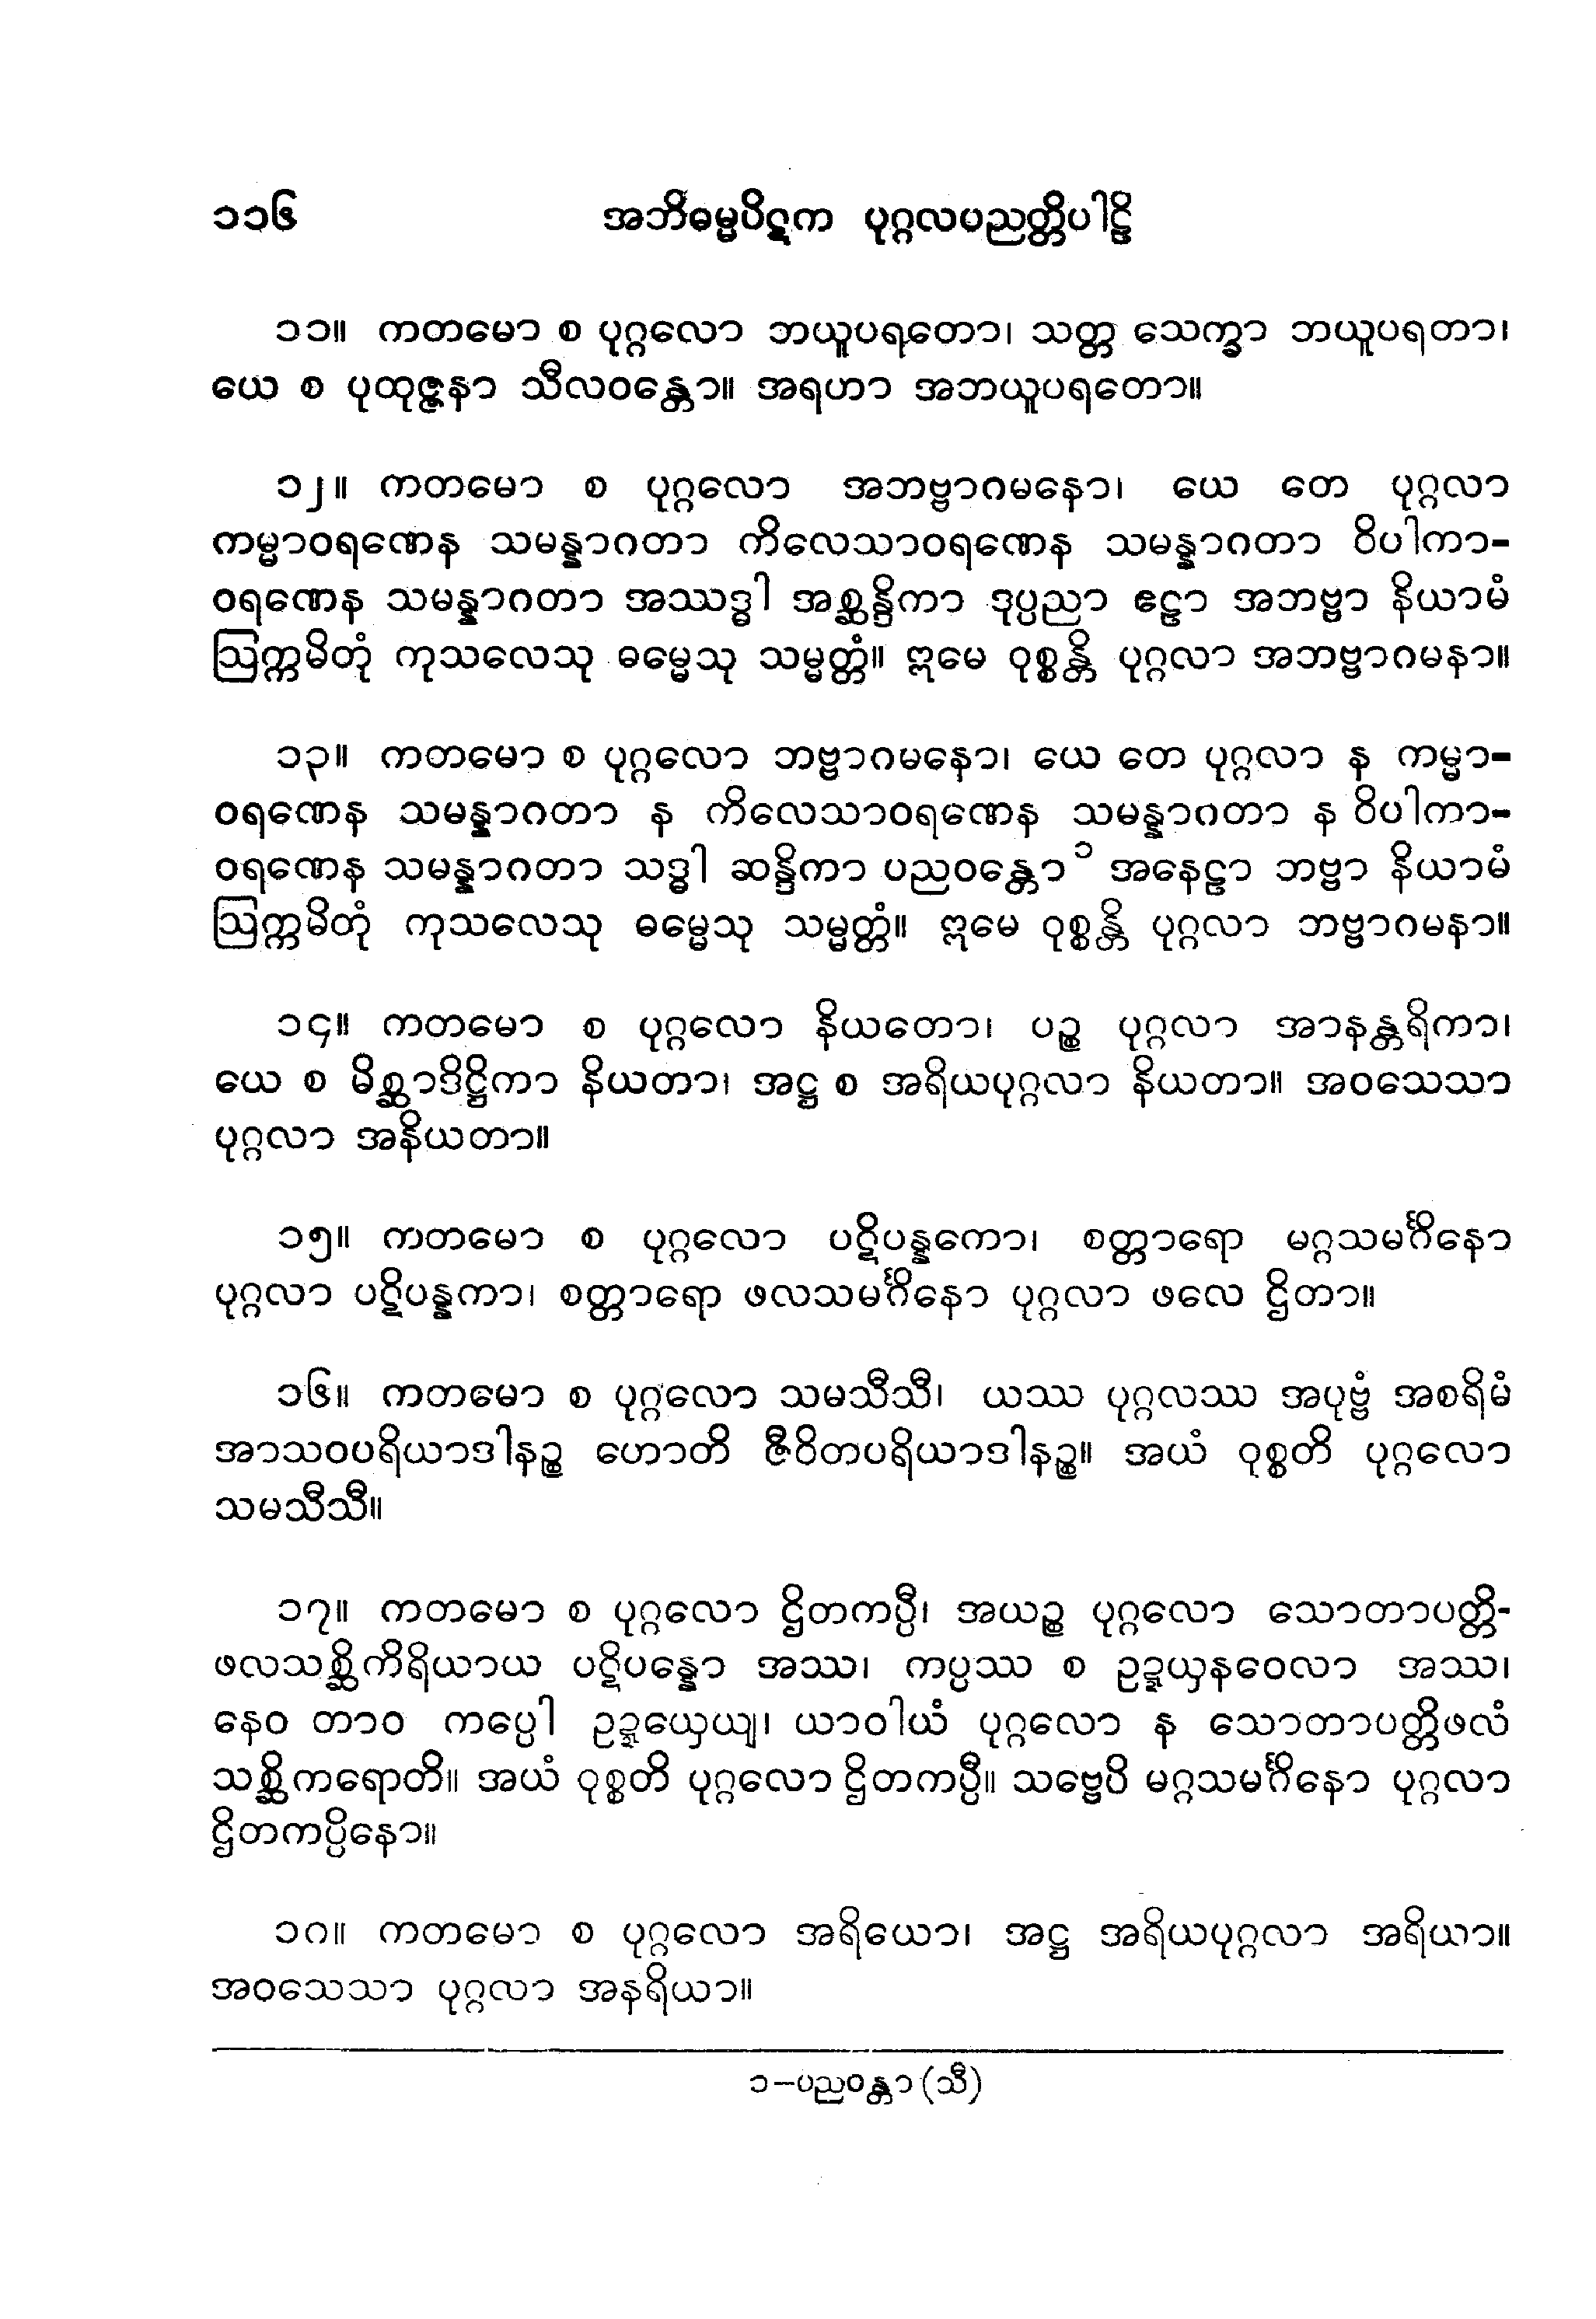 ၁၁၆ အဘိဓမ္မပိဋက ပုဂ္ဂလပညတ္တိပါဠိ
၁၁။ ကတမော စ ပုဂ္ဂလော ဘယူပရတော၊ သတ္တ သေက္ခာ ဘယူပရတာ၊
ယေ စ ပုထုဇ္ဇနာ သီလဝန္တော။ အရဟာ အဘယူပရတော။
၁၂။ ကတမော စ ပုဂ္ဂလော အဘဗ္ဗာဂမနော၊ ယေ တေ ပုဂ္ဂလာ
ကမ္မာဝရဏေန သမန္နာဂတာ ကိလေသာဝရဏေန သမန္နာဂတာ ဝိပါကာ-
ဝရဏေန သမန္နာဂတာ အဿဒ္ဓါ အစ္ဆန္ဒိကာ ဒုပ္ပညာ ဧဠာ အဘဗ္ဗာ နိယာမံ
ဩက္ကမိတုံ ကုသလေသု ဓမ္မေသု သမ္မတ္တံ။ ဣမေ ဝုစ္စန္တိ ပုဂ္ဂလာ အဘဗ္ဗာဂမနာ။
၁၃။ ကတမော စ ပုဂ္ဂလော ဘဗ္ဗာဂမနော၊ ယေ တေ ပုဂ္ဂလာ န ကမ္မာ-
ဝရဏေန သမန္နာဂတာ န ကိလေသာဝရဏေန သမန္နာဂတာ န ဝိပါကာ-
ဝရဏေန သမန္နာဂတာ သဒ္ဓါ ဆန္ဒိကာ ပညဝန္တော ၁ အနေဠာ ဘဗ္ဗာ နိယာမံ
ဩက္ကမိတုံ ကုသလေသု ဓမ္မေသု သမ္မတ္တံ။ ဣမေ ဝုစ္စန္တိ ပုဂ္ဂလာ ဘဗ္ဗာဂမနာ။
၁၄။ ကတမော စ ပုဂ္ဂလော နိယတော၊ ပဉ္စ ပုဂ္ဂလာ အာနန္တရိကာ၊
ယေ စ မိစ္ဆာဒိဋ္ဌိကာ နိယတာ၊ အဋ္ဌ စ အရိယပုဂ္ဂလာ နိယတာ။ အဝသေသာ
ပုဂ္ဂလာ အနိယတာ။
၁၅။ ကတမော စ ပုဂ္ဂလော ပဋိပန္နကော၊ စတ္တာရော မဂ္ဂသမင်္ဂိနော
ပုဂ္ဂလာ ပဋိပန္နကာ၊ စတ္တာရော ဖလသမင်္ဂိနော ပုဂ္ဂလာ ဖလေ ဌိတာ။
၁၆။ ကတမော စ ပုဂ္ဂလော သမသီသီ၊ ယဿ ပုဂ္ဂလဿ အပုဗ္ဗံ အစရိမံ
အာသဝပရိယာဒါနဉ္စ ဟောတိ ဇီဝိတပရိယာဒါနဉ္စ။ အယံ ဝုစ္စတိ ပုဂ္ဂလော
သမသီသီ။
၁၇။ ကတမော စ ပုဂ္ဂလော ဌိတကပ္ပီ၊ အယဉ္စ ပုဂ္ဂလော သောတာပတ္တိ-
ဖလသစ္ဆိကိရိယာယ ပဋိပန္နော အဿ၊ ကပ္ပဿ စ ဥဍ္ဍယှနဝေလာ အဿ၊
နေဝ တာဝ ကပ္ပေါ ဥဍ္ဍယှေယျ၊ ယာဝါယံ ပုဂ္ဂလော န သောတာပတ္တိဖလံ
သစ္ဆိကရောတိ။ အယံ ဝုစ္စတိ ပုဂ္ဂလော ဌိတကပ္ပီ။ သဗ္ဗေပိ မဂ္ဂသမင်္ဂိနော ပုဂ္ဂလာ
ဌိတကပ္ပိနော။
၁၈။ ကတမော စ ပုဂ္ဂလော အရိယော၊ အဋ္ဌ အရိယပုဂ္ဂလာ အရိယာ။
အဝသေသာ ပုဂ္ဂလာ အနရိယာ။
၁–ပညဝန္တာ (သီ)